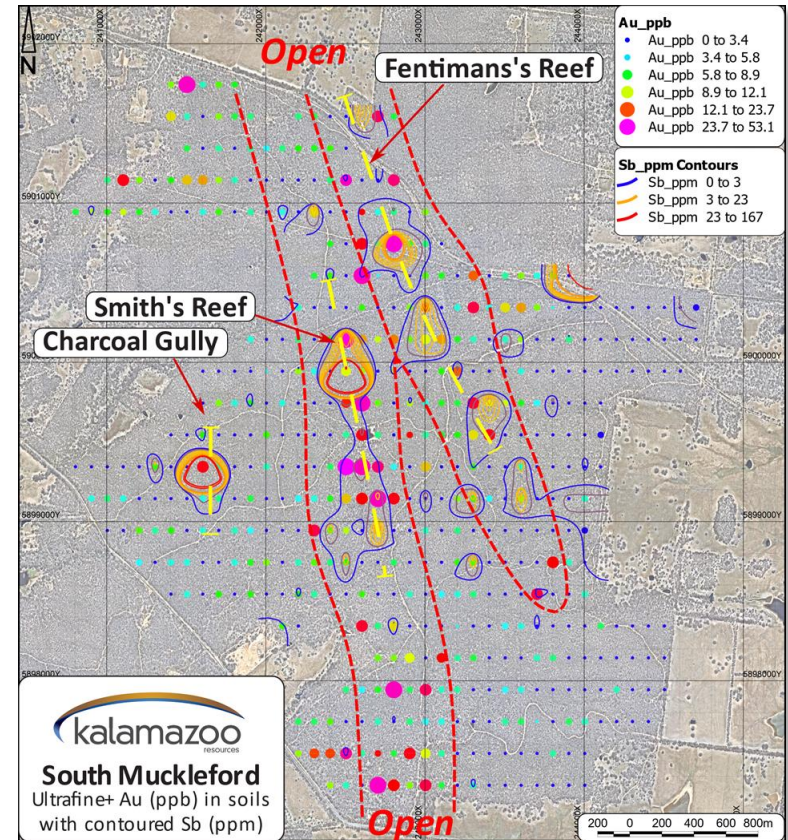 241000X
242000X
243000X
244000X
5902000Y
Open
N
Fentimans's Reef
Au_ppb
Au_ppb 0 to 3.4
Au_ppb 3.4 to 5.8
Au_ppb 5.8 to 8.9
Au_ppb 8.9 to 12.1
Au_ppb 12.1 to 23.7
Au_ppb 23.7 to 53.1
Sb_ppm Contours
Sb_ppm 0 to 3
Sb_ppm 3 to 23
Sb_ppm 23 to 167
5901000Y
5901000Y
Smith's Reef
Charcoal Gully
5900000Y
5899000Y
5899000Y
5898000Y
5898000Y
kalamazoo
resources
South Muckleford
Ultrafine+ Au (ppb) in soils
with contoured Sb (ppm)
Open
200 0 200 400 600 800m